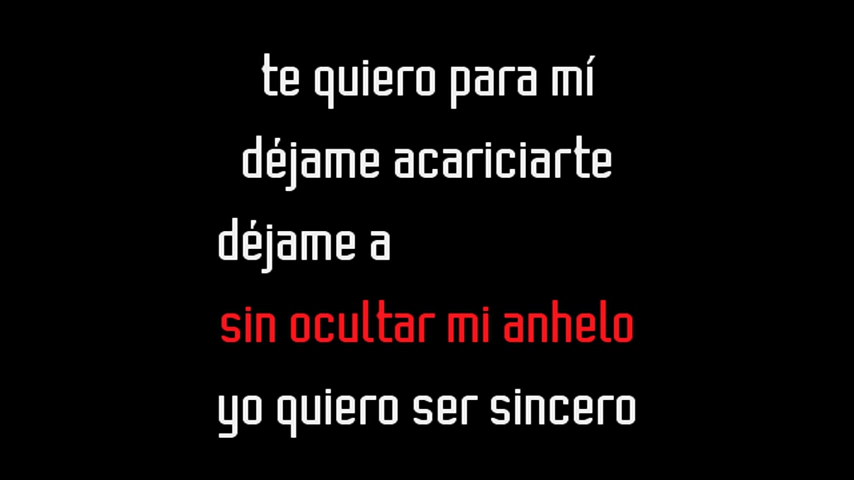 te quiero para mí
déjame acariciarte
déjame a
sin ocultar mi anhelo
yo quiero ser sincero